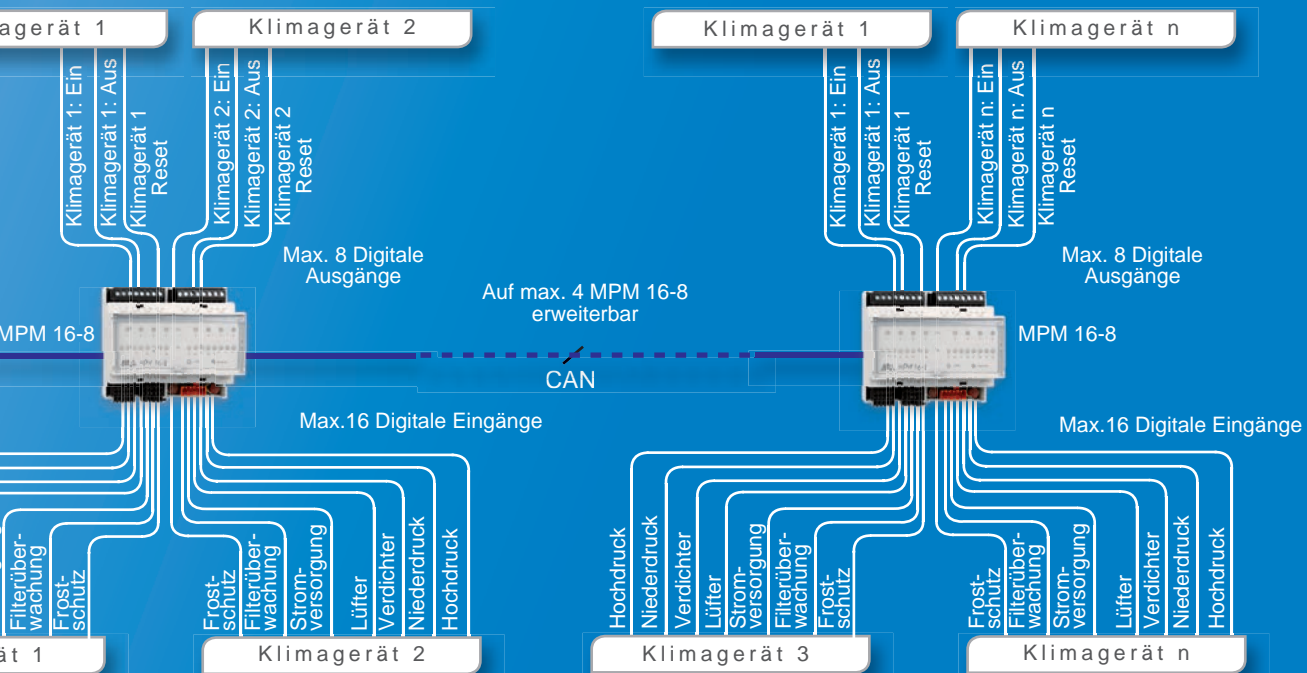 agerät 1
Klimagerät 2
Klimagerät 1
Klimagerät n
Klimagerät 1: Ein
Klimagerät 1: Aus
Klimagerät 1
Reset
Klimagerät 2: Ein
Klimagerät 2: Aus
Klimagerät 2
Reset
Klimagerät 1: Ein
Klimagerät 1: Aus
Klimagerät 1
Reset
Klimagerät n: Ein
Klimagerät n: Aus
Klimagerät n
Reset
Max. 8 Digitale
Ausgänge
Max. 8 Digitale
Ausgänge
Auf max. 4 MPM 16-8
erweiterbar
MPM 16-8
MPM 16-8
CAN
Max.16 Digitale Eingänge
Max.16 Digitale Eingänge
Filterüber-
wachung
Frost-
schutz
Frost-
schutz
Filterüber-
wachung
Strom-
versorgung
Lüfter
Verdichter
Niederdruck
Hochdruck
Hochdruck
Niederdruck
Verdichter
Lüfter
Strom-
versorgung
Filterüber-
wachung
Frost-
schutz
Frost-
schutz
Filterüber-
wachung
Strom-
versorgung
Lüfter
Verdichter
Niederdruck
Hochdruck
ät 1
Klimagerät 2
Klimagerät 3
Klimagerät n